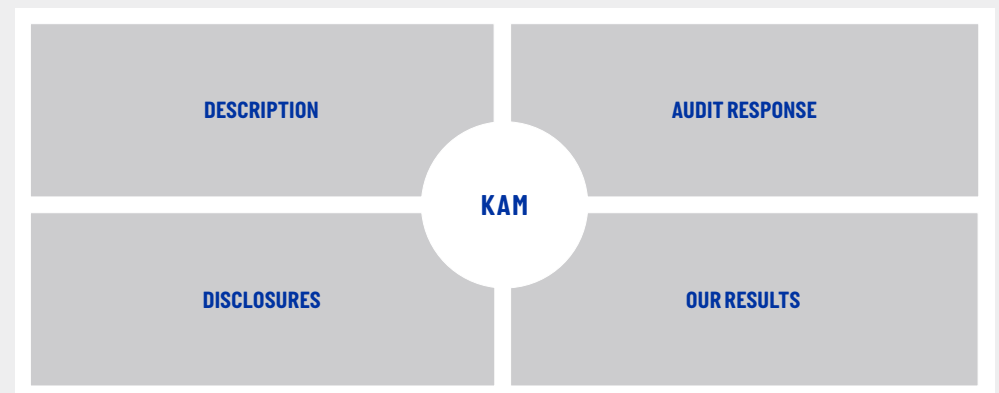 DESCRIPTION
AUDIT RESPONSE
KAM
DISCLOSURES
OUR RESULTS